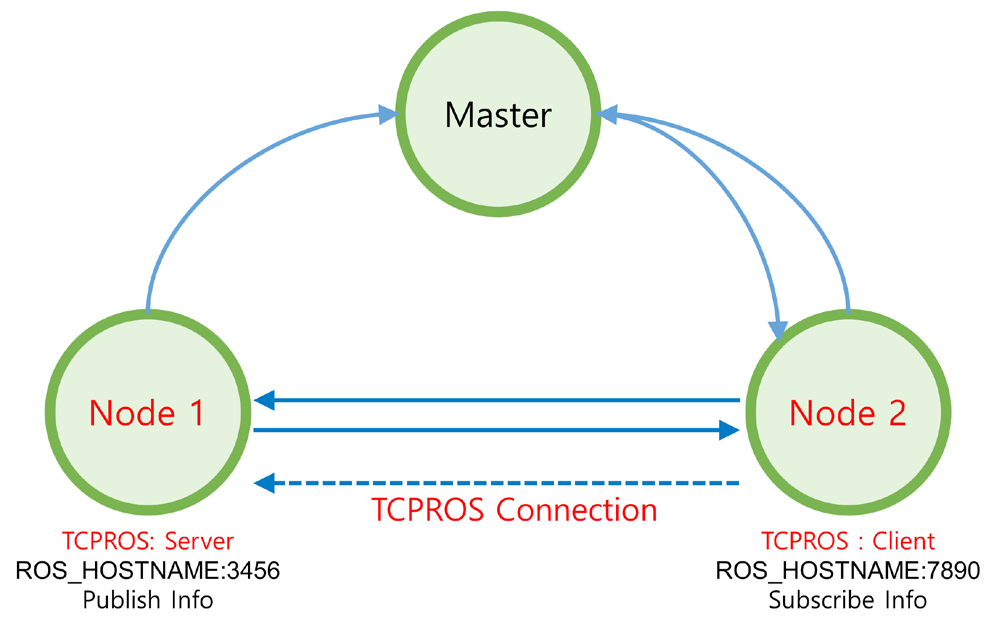 Master
Node 1
Node 2
TCPROS Connection
TCPROS: Server
ROS_HOSTNAME:3456
Publish Info
TCPROS : Client
ROS_HOSTNAME:7890
Subscribe Info